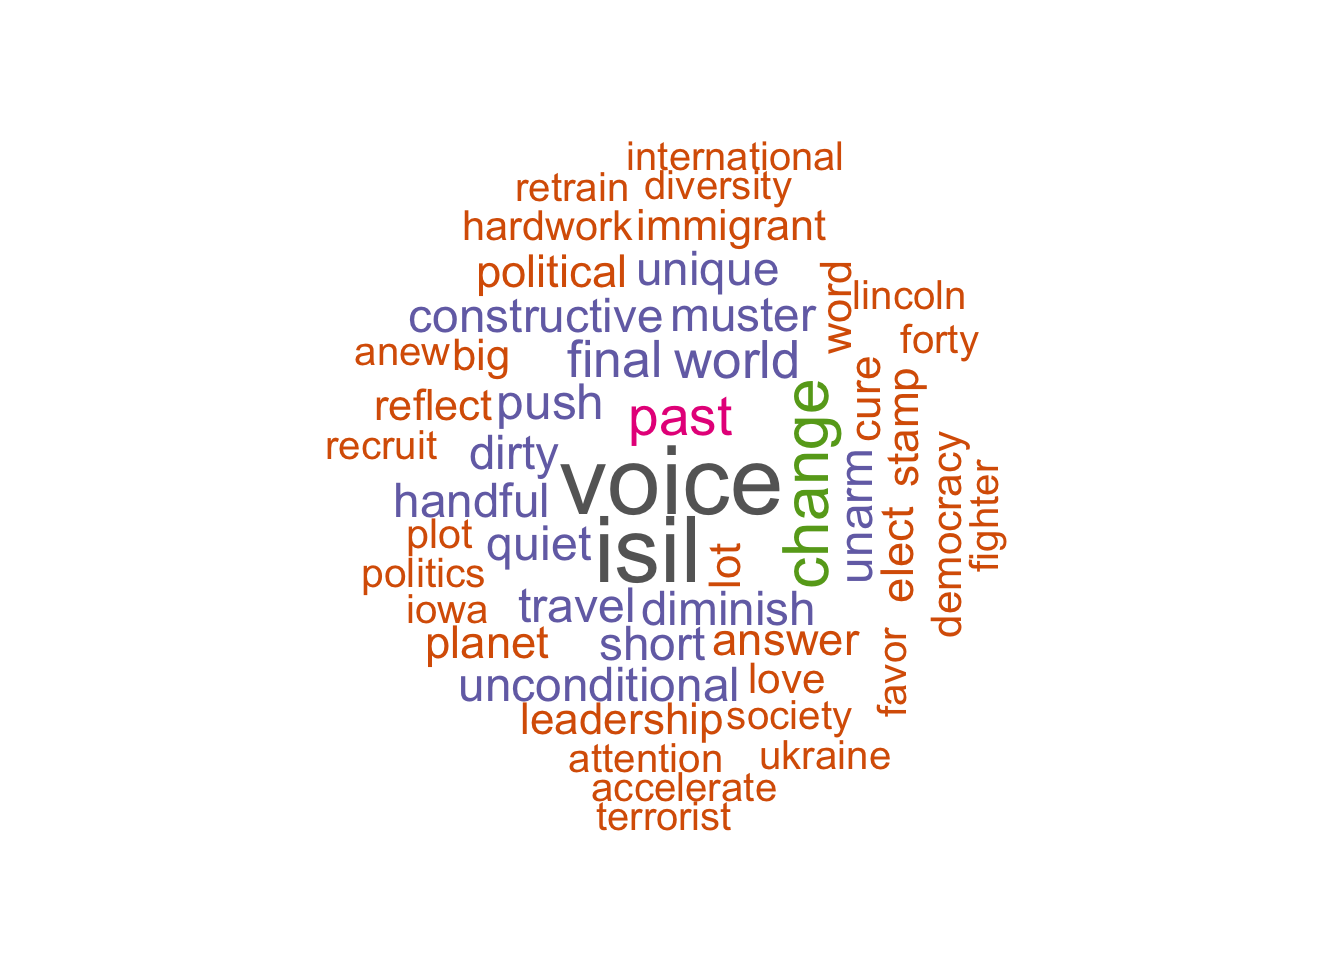 international
retrain diversity
hardwork immigrant
political unique
word
lincoln
constructive muster
forty
anew big final world
cure
stamp
reflect push past
change
recruit dirty
voice
unarm
democracy
fighter
handful
plot quiet isil lot
elect
politics
iowa travel diminish
planet short answer
favor
unconditional love
leadership society
attention ukraine
accelerate
terrorist